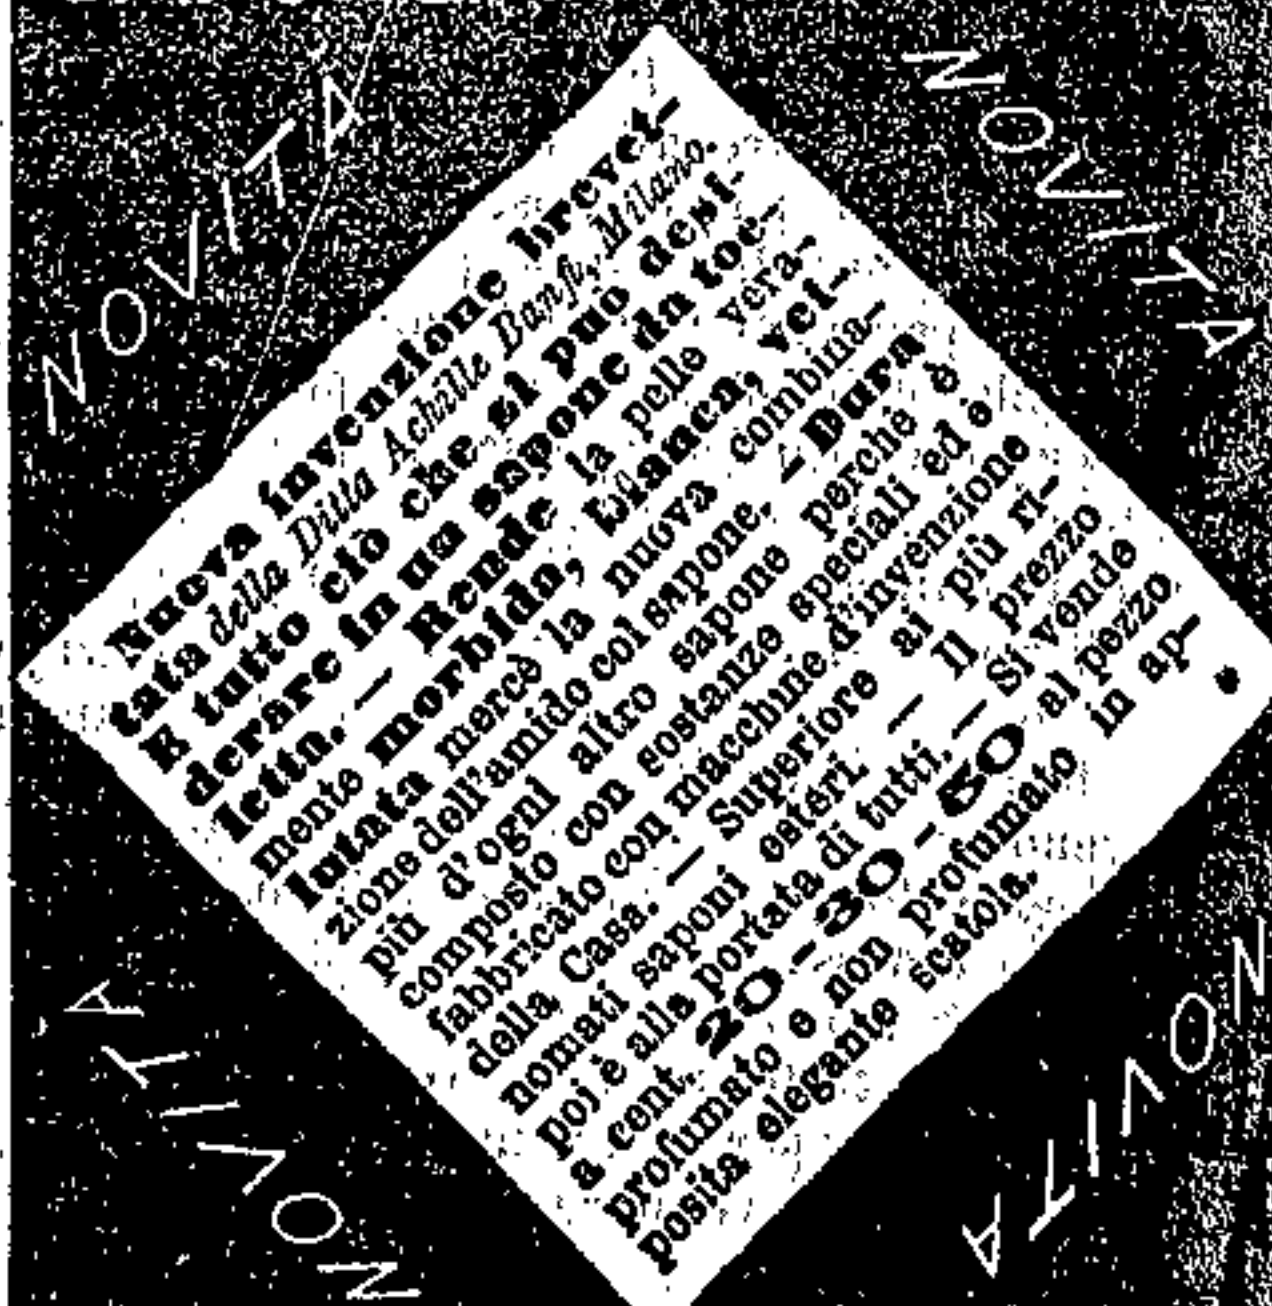 NOVITA
NOVITA
Nuova invenzione brevet-
tata della Ditta Achille Banfi, Milano.
E tutto ciò che si può desi-
derare in un sapone da toe-
letta. — Rende la pelle vera-
mente morbida, bianca, vel-
lutata mercè la nuova combina-
zione dell'amido col sapone. — Dura
più d'ogni altro sapone perchè è
composto con sostanze speciali ed è
fabbricato con macchine d'invenzione
della Casa. — Superiore ai più ri-
nomati saponi esteri. — Il prezzo
poi è alla portata di tutti. — Si vende
a cent. 20-30-50 al pezzo
profumato e non profumato in ap-
posita elegante scatola.
NOVITA
NOVITA